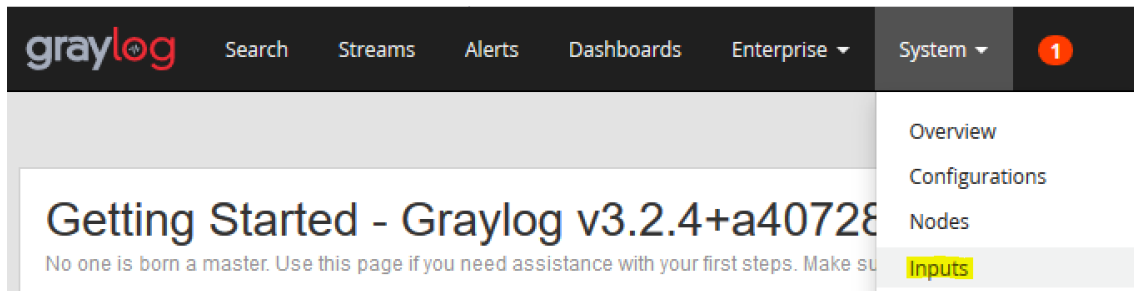 graylog Search Streams Alerts Dashboards Enterprise System 1
Overview
Configurations
Nodes
Inputs
Getting Started - Graylog v3.2.4+a40728
No one is born a master. Use this page if you need assistance with your first steps. Make su